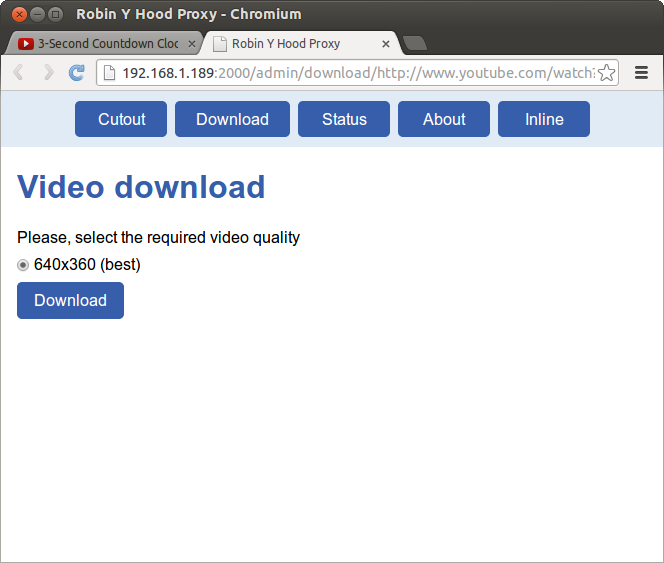 Robin Y Hood Proxy - Chromium
3-Second Countdown Cloc
Robin Y Hood Proxy
192.168.1.189:2000/admin/download/http://www.youtube.com/watch?
Cutout Download Status About Inline
Video download
Please, select the required video quality
640x360 (best)
Download